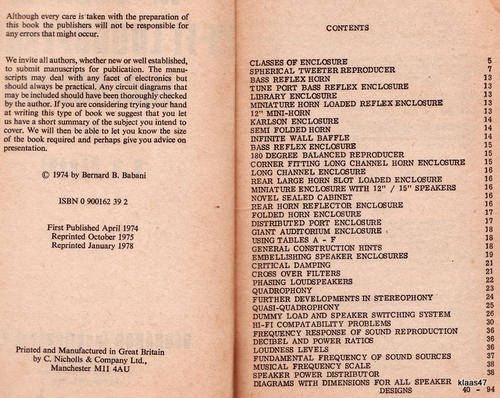 Although every care is taken with the preparation of
this book the publishers will not be responsible for
any errors that might occur.
We invite all authors, whether new or well established,
to submit manuscripts for publication. The manu-
scripts may deal with any facet of electronics but
should always be practical. Any circuit diagrams that
may be included should have been thoroughly checked
by the author. If you are considering trying your hand
at writing this type of book we suggest that you let
us have a short summary of the subject you intend to
cover. We will then be able to let you know the size
of the book required and perhaps give you advice on
presentation.
© 1974 by Bernard B. Babani
ISBN 0 900162 39 2
First Published April 1974
Reprinted October 1975
Reprinted January 1978
Printed and Manufactured in Great Britain
by C. Nicholls & Company Ltd.,
Manchester M11 4AU
CONTENTS
CLASSES OF ENCLOSURE 5
SPHERICAL TWEETER REPRODUCER 7
BASS REFLEX HORN 13
TUNE PORT BASS REFLEX ENCLOSURE 13
LIBRARY ENCLOSURE 13
MINIATURE HORN LOADED REFLEX ENCLOSURE 13
12" MINI-HORN 13
KARLSON ENCLOSURE 14
SEMI FOLDED HORN 14
INFINITE WALL BAFFLE 14
BASS REFLEX ENCLOSURE 15
180 DEGREE BALANCED REPRODUCER 15
CORNER FITTING LONG CHANNEL HORN ENCLOSURE 15
LONG CHANNEL ENCLOSURE 16
REAR LARGE HORN SLOT LOADED ENCLOSURE 16
MINIATURE ENCLOSURE WITH 12" / 15" SPEAKERS 16
NOVEL SEALED CABINET 16
REAR HORN REFLECTOR ENCLOSURE 16
FOLDED HORN ENCLOSURE 17
DISTRIBUTED PORT ENCLOSURE 17
GIANT AUDITORIUM ENCLOSURE 18
USING TABLES A - F 18
GENERAL CONSTRUCTION HINTS 18
EMBELLISHING SPEAKER ENCLOSURES 19
CRITICAL DAMPING 21
CROSS OVER FILTERS 21
PHASING LOUDSPEAKERS 22
QUADROPHONY 23
FURTHER DEVELOPMENTS IN STEREOPHONY 24
QUASI-QUADROPHONY 25
DUMMY LOAD AND SPEAKER SWITCHING SYSTEM 26
HI-FI COMPATABILITY PROBLEMS
FREQUENCY RESPONSE OF SOUND REPRODUCTION 36
DECIBEL AND POWER RATIOS 36
LOUDNESS LEVELS 36
FUNDAMENTAL FREQUENCY OF SOUND SOURCES 37
MUSICAL FREQUENCY SCALE 38
SPEAKER POWER DISTRIBUTOR 38
DIAGRAMS WITH DIMENSIONS FOR ALL SPEAKER
DESIGNS 40 - 94
klaas47